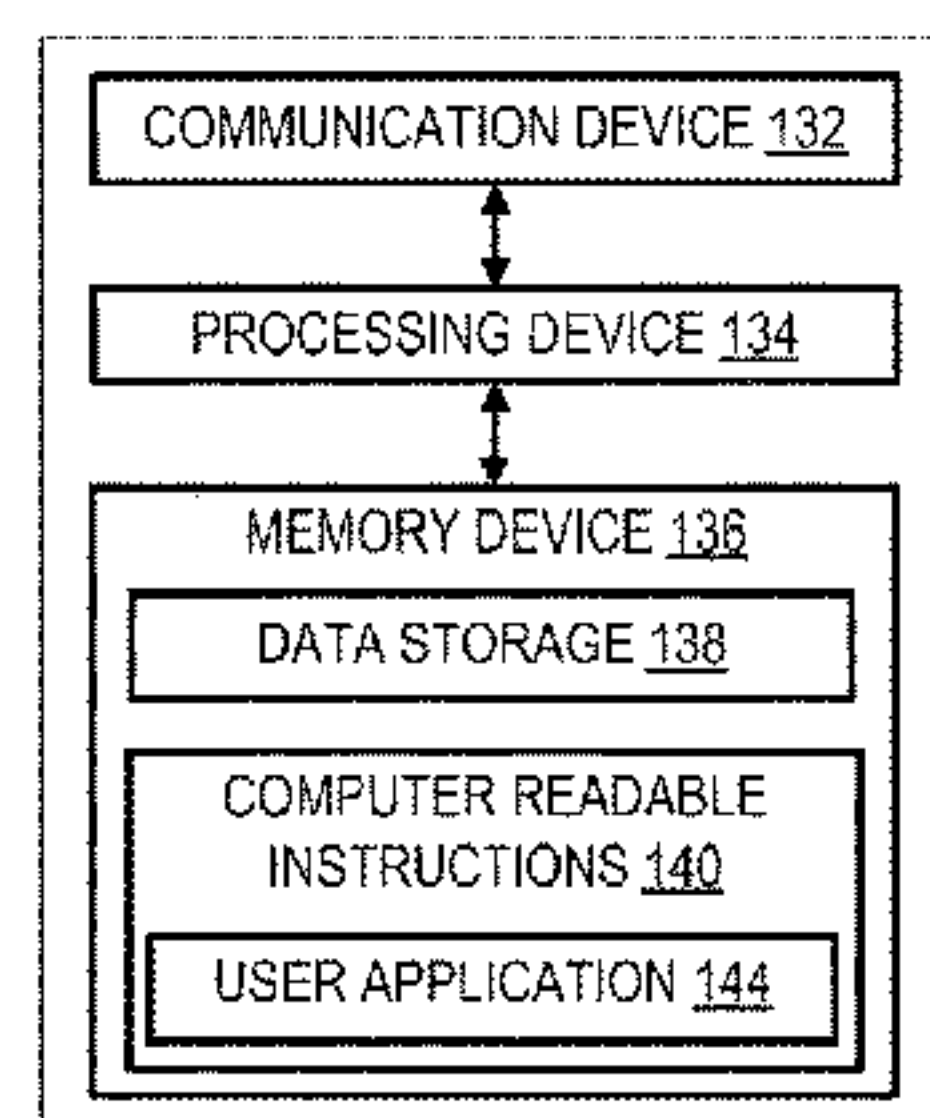 COMMUNICATION DEVICE 132
PROCESSING DEVICE 134
MEMORY DEVICE 136
DATA STORAGE 138
COMPUTER READABLE
INSTRUCTIONS 140
USER APPLICATION 144